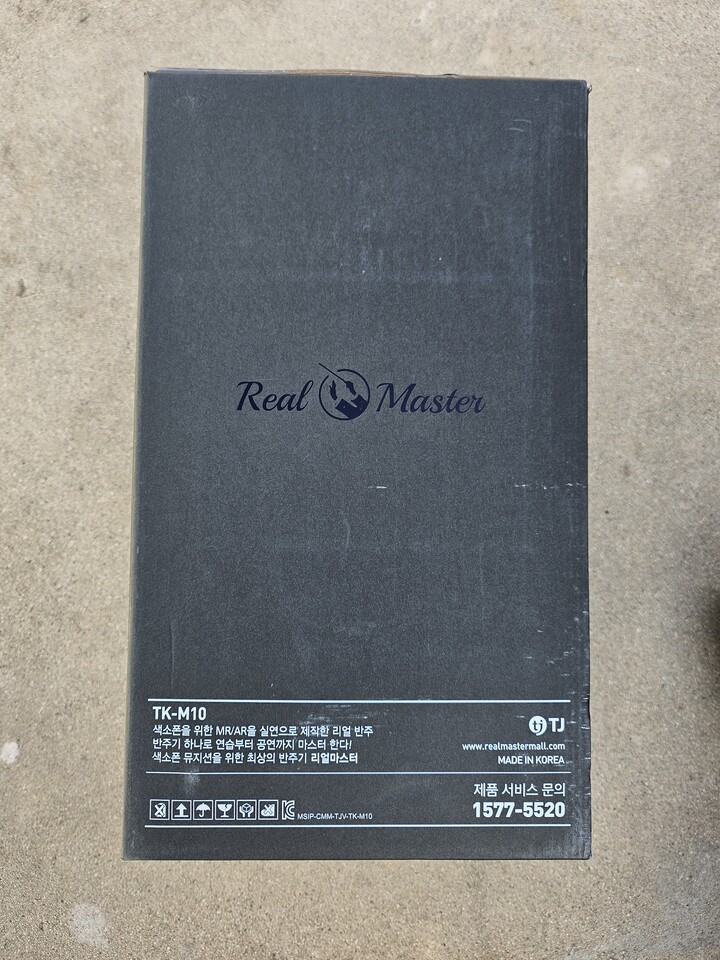 Real Master
TK-M10
색소폰을 위한 MR/AR을 실연으로 제작한 리얼 반주
반주기 하나로 연습부터 공연까지 마스터 한다!
색소폰 뮤지션을 위한 최상의 반주기 리얼마스터
TJ
www.realmastermall.com
MADE IN KOREA
제품 서비스 문의
1577-5520
MSIP-CMM-TJV-TK-M10